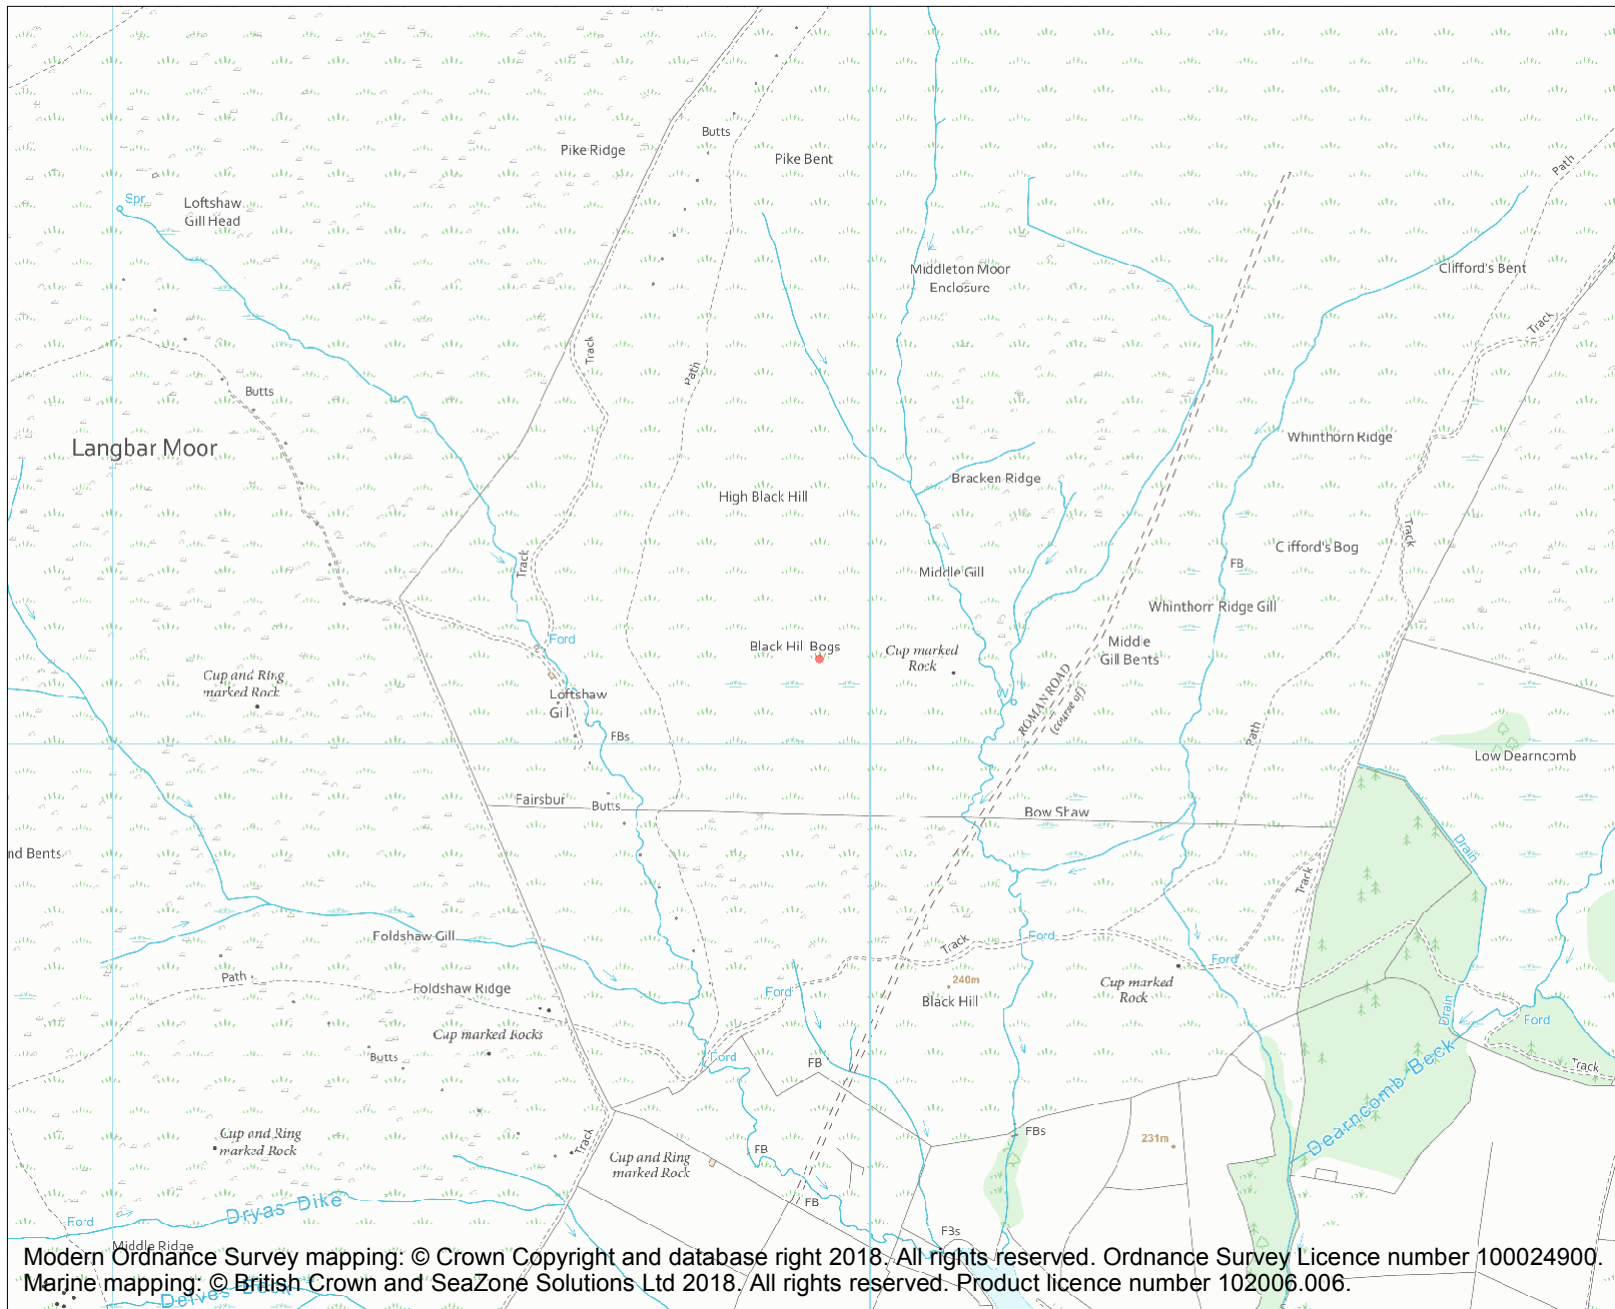 Butts
Pike Ridge
Pike Bent
Path
Spr
Loftshaw
Gill Head
Middleton Moor
Enclosure
Clifford's Bent
Track
Track
Path
Butts
Langbar Moor
Whinthorn Ridge
Bracken Ridge
High Black Hill
Track
C ifford's Bog
Track
FB
Middle Gill
Whinthorr Ridge Gill
Ford
Black Hil Bogs
Cup marked
Rock
Middle
Gill Bents
Cup and Ring
marked Rock
Loftshaw
Gi l
ROMAN ROAD
(course of)
FBs
Path
Low Dearncomb
Fairsbur
Butts
Bow Shaw
nd Bents
Drain
Track
Foldshaw Gill
Track
Ford
Ford
Path
Foldshaw Ridge
Ford
240m
Black Hill
Cup marked
Rock
Drain
Ford
Cup marked Rocks
Butts
Ford
FB
Track
Dearncomb Beck
Cup and Ring
marked Rock
Track
FBs
231m
Cup and Ring
marked Rock
FB
Dryas Dike
FB
Ford
F3s
Middle Ridge
Modern Ordnance Survey mapping: © Crown Copyright and database right 2018. All rights reserved. Ordnance Survey Licence number 100024900.
Marine mapping: © British Crown and SeaZone Solutions Ltd 2018. All rights reserved. Product licence number 102006.006.
Delves Beck